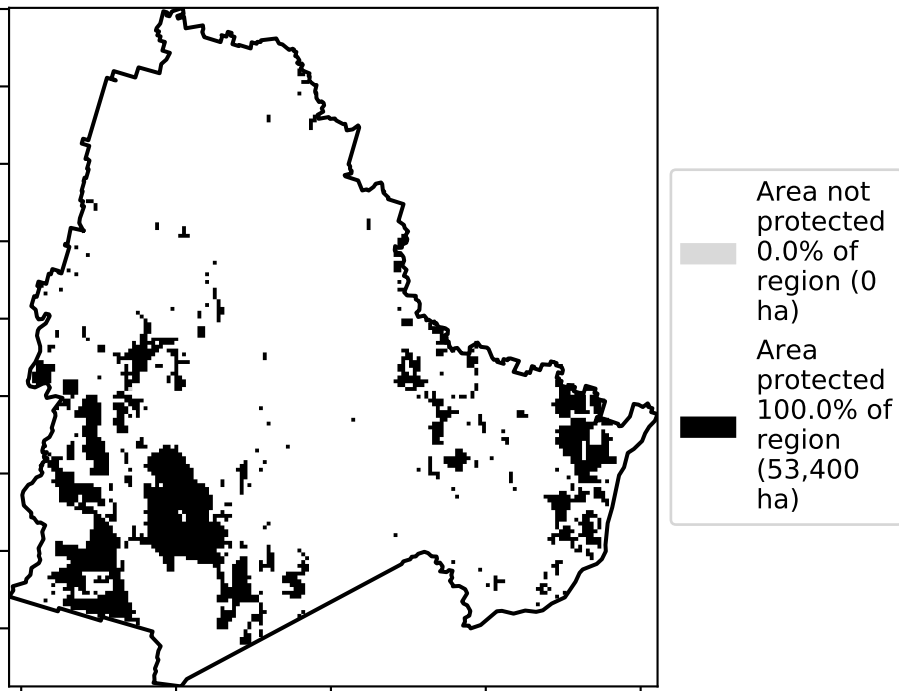 Area not
protected
0.0% of
region (0
ha)
Area
protected
100.0% of
region
(53,400
ha)